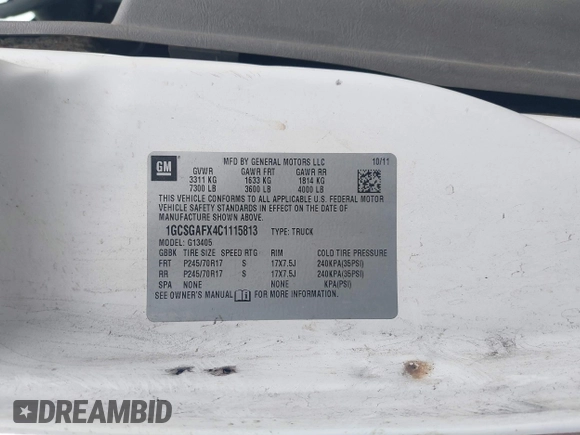 GM
MFD BY GENERAL MOTORS LLC 10/11
GVWR GAWR FRT GAWR RR
3311 KG 1633 KG 1814 KG
7300 LB 3600 LB 4000 LB
THIS VEHICLE CONFORMS TO ALL APPLICABLE U.S. FEDERAL MOTOR
VEHICLE SAFETY STANDARDS IN EFFECT ON THE DATE OF
MANUFACTURE SHOWN ABOVE.
1GCSGAFX4C1115813 TYPE: TRUCK
MODEL: G13405
GBBK TIRE SIZE SPEED RTG RIM COLD TIRE PRESSURE
FRT P245/70R17 S 17X7.5J 240KPA(35PSI)
RR P245/70R17 S 17X7.5J 240KPA(35PSI)
SPA NONE NONE KPA(PSI)
SEE OWNER'S MANUAL i FOR MORE INFORMATION.
DREAMBID